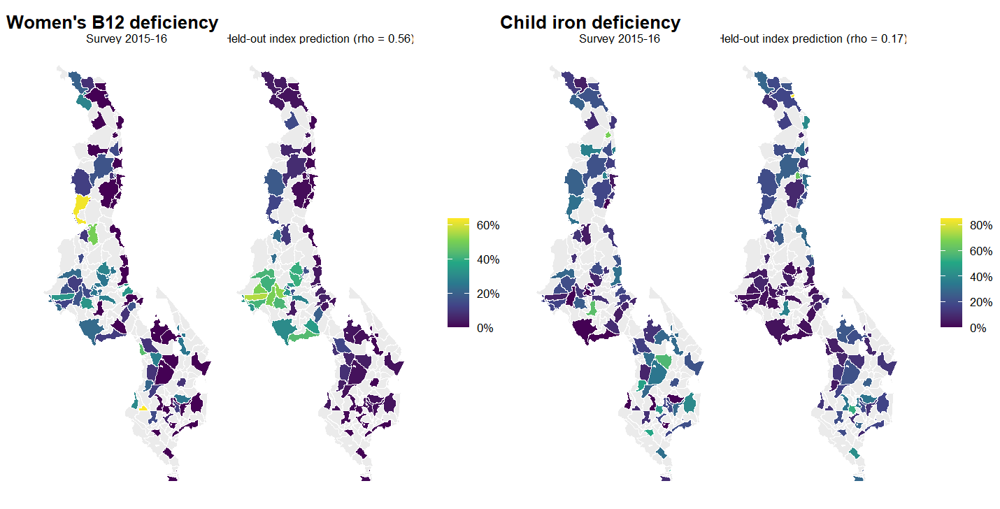 Women's B12 deficiency
Survey 2015-16
Held-out index prediction (rho = 0.56)
60%
40%
20%
0%
Child iron deficiency
Survey 2015-16
Held-out index prediction (rho = 0.17)
80%
60%
40%
20%
0%